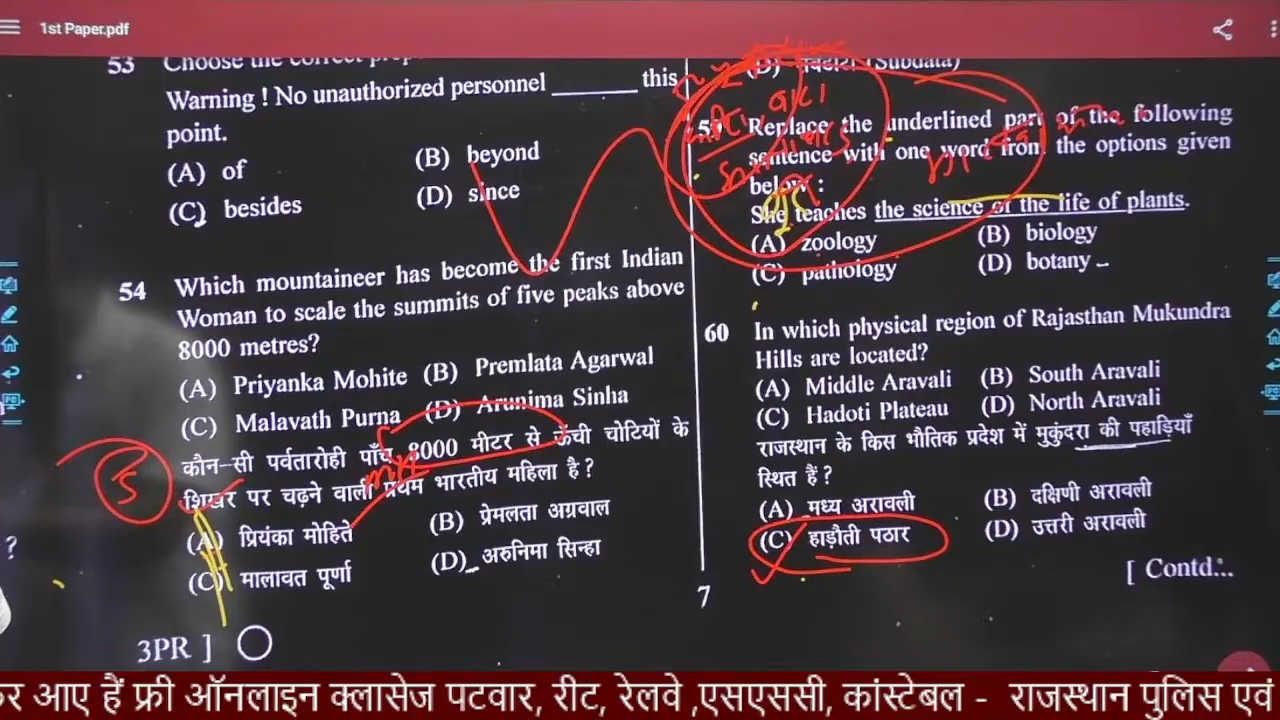 1st Paper.pdf
53 Choose the correct
Warning ! No unauthorized personnel ______ this
point.
(A) of (B) beyond
(C) besides (D) since
54 Which mountaineer has become the first Indian
Woman to scale the summits of five peaks above
8000 metres?
(A) Priyanka Mohite (B) Premlata Agarwal
(C) Malavath Purna (D) Arunima Sinha
कौन-सी पर्वतारोही पाँच 8000 मीटर से ऊँची चोटियों के
शिखर पर चढ़ने वाली प्रथम भारतीय महिला है ?
(A) प्रियंका मोहिते (B) प्रेमलता अग्रवाल
(C) मालावत पूर्णा (D) अरुनिमा सिन्हा
5
?
3PR ]
(D) (Subdata)
59 Replace the underlined part of the following
sentence with one word from the options given
below :
She teaches the science of the life of plants.
(A) zoology (B) biology
(C) pathology (D) botany
60 In which physical region of Rajasthan Mukundra
Hills are located?
(A) Middle Aravali (B) South Aravali
(C) Hadoti Plateau (D) North Aravali
राजस्थान के किस भौतिक प्रदेश में मुकुंदरा की पहाड़ियाँ
स्थित हैं ?
(A) मध्य अरावली (B) दक्षिणी अरावली
(C) हाड़ौती पठार (D) उत्तरी अरावली
[ Contd...
7
कर आए हैं फ्री ऑनलाइन क्लासेज पटवार, रीट, रेलवे ,एसएससी, कांस्टेबल - राजस्थान पुलिस एवं